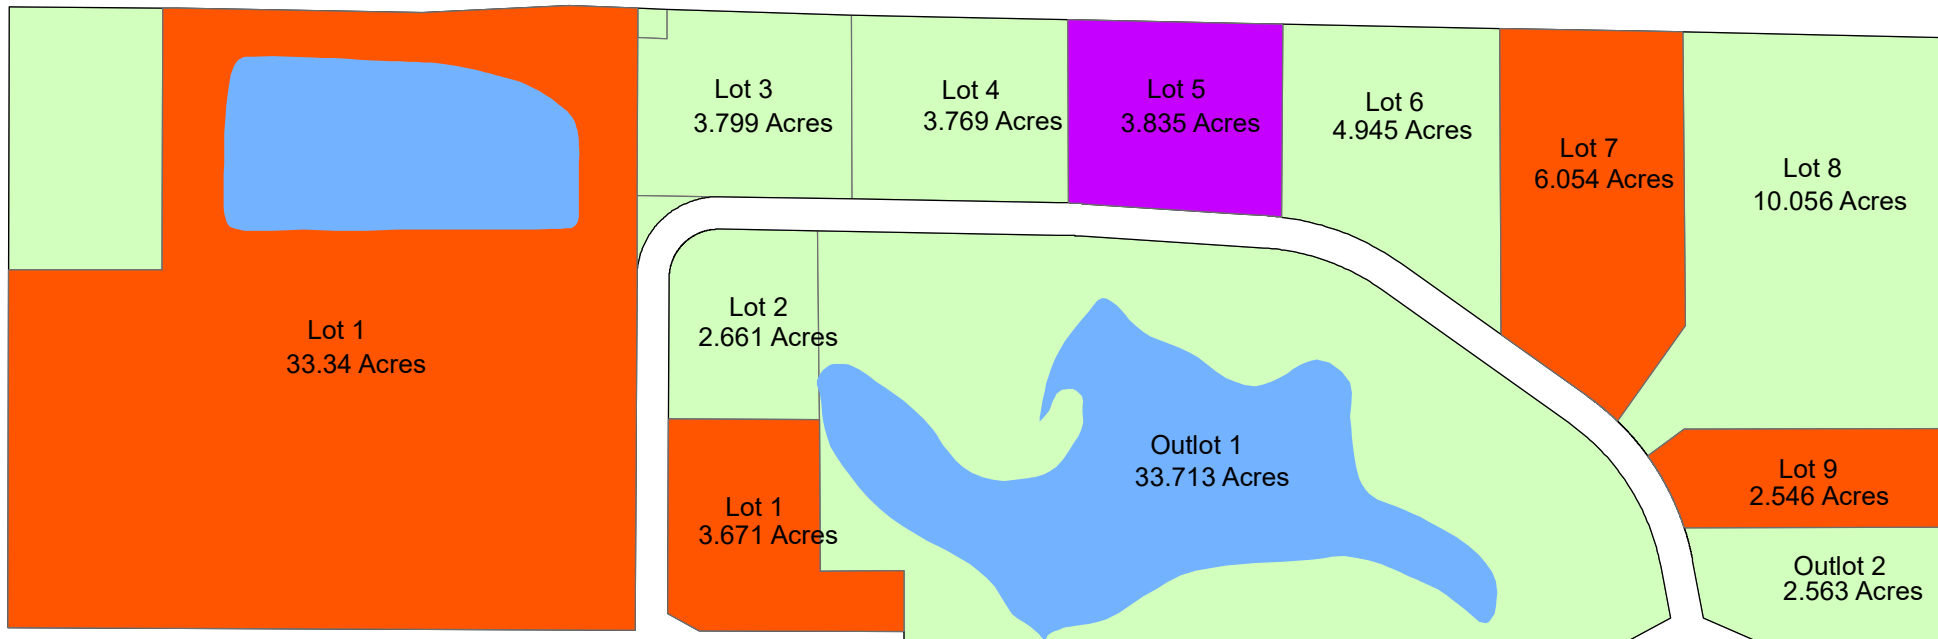 Lot 3
3.799 Acres
Lot 4
3.769 Acres
Lot 5
3.835 Acres
Lot 6
4.945 Acres
Lot 7
6.054 Acres
Lot 8
10.056 Acres
Lot 1
33.34 Acres
Lot 2
2.661 Acres
Outlot 1
33.713 Acres
Lot 9
2.546 Acres
Lot 1
3.671 Acres
Outlot 2
2.563 Acres